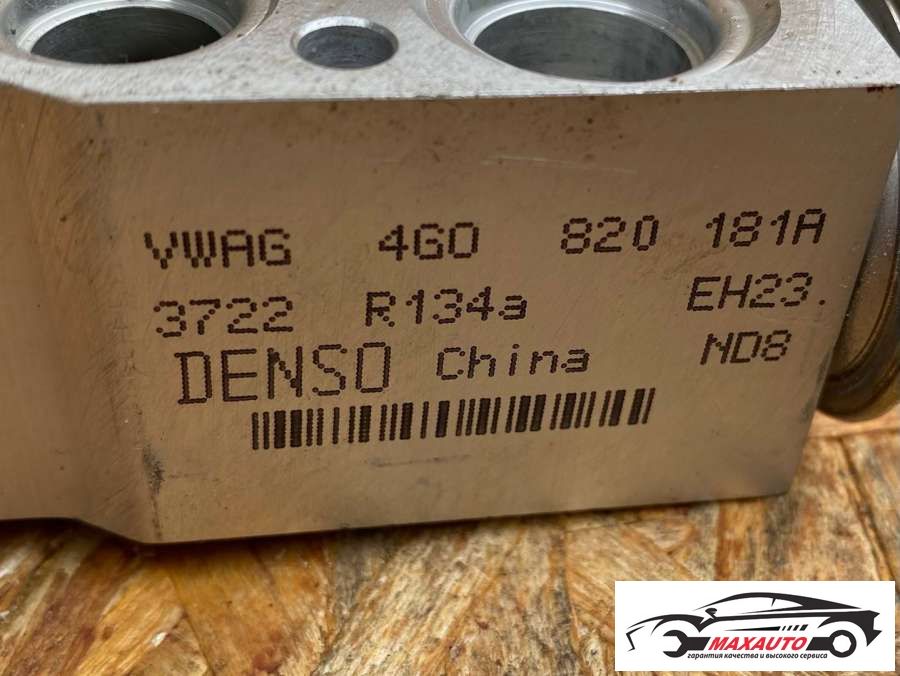 VWAG 4G0 820 181A
3722 R134a EH23.
DENSO China ND8
MAXAUTO
гарантия качества и высокого сервиса